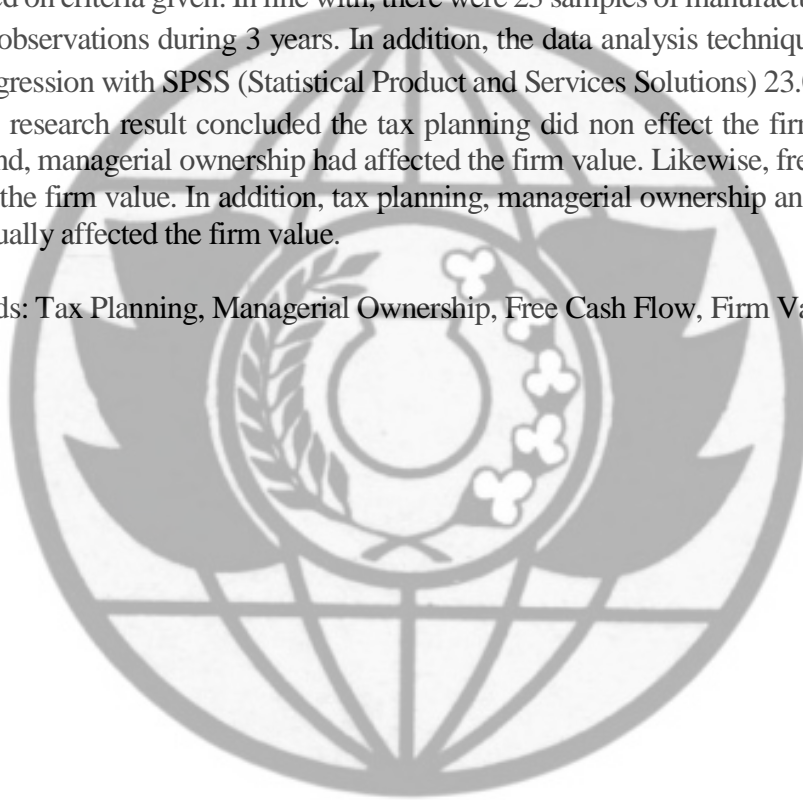 ed on criteria given. In line with, there were 23 samples of manufactu
observations during 3 years. In addition, the data analysis techniqu
gression with SPSS (Statistical Product and Services Solutions) 23.
research result concluded the tax planning did non effect the firm
nd, managerial ownership had affected the firm value. Likewise, fre
the firm value. In addition, tax planning, managerial ownership an
ually affected the firm value.
ds: Tax Planning, Managerial Ownership, Free Cash Flow, Firm Va